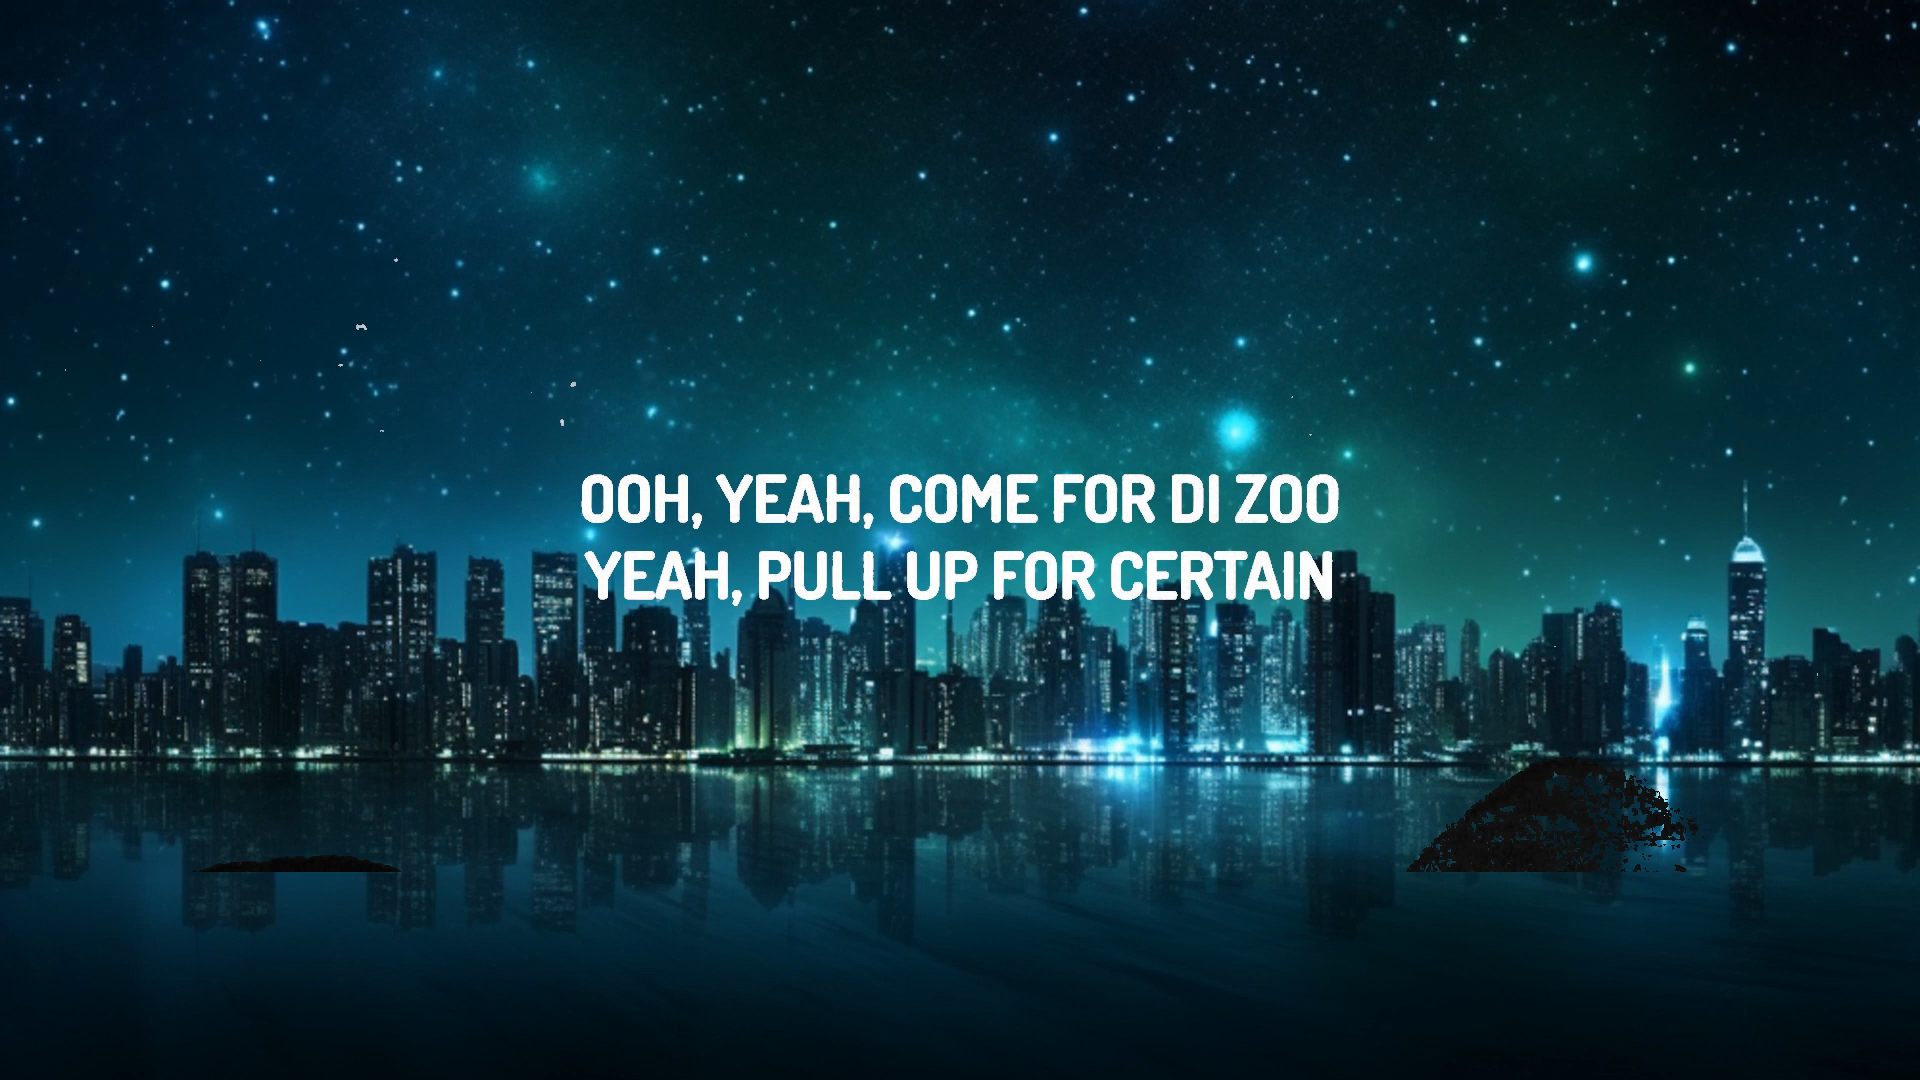 OOH, YEAH, COME FOR DI ZOO
YEAH, PULL UP FOR CERTAIN